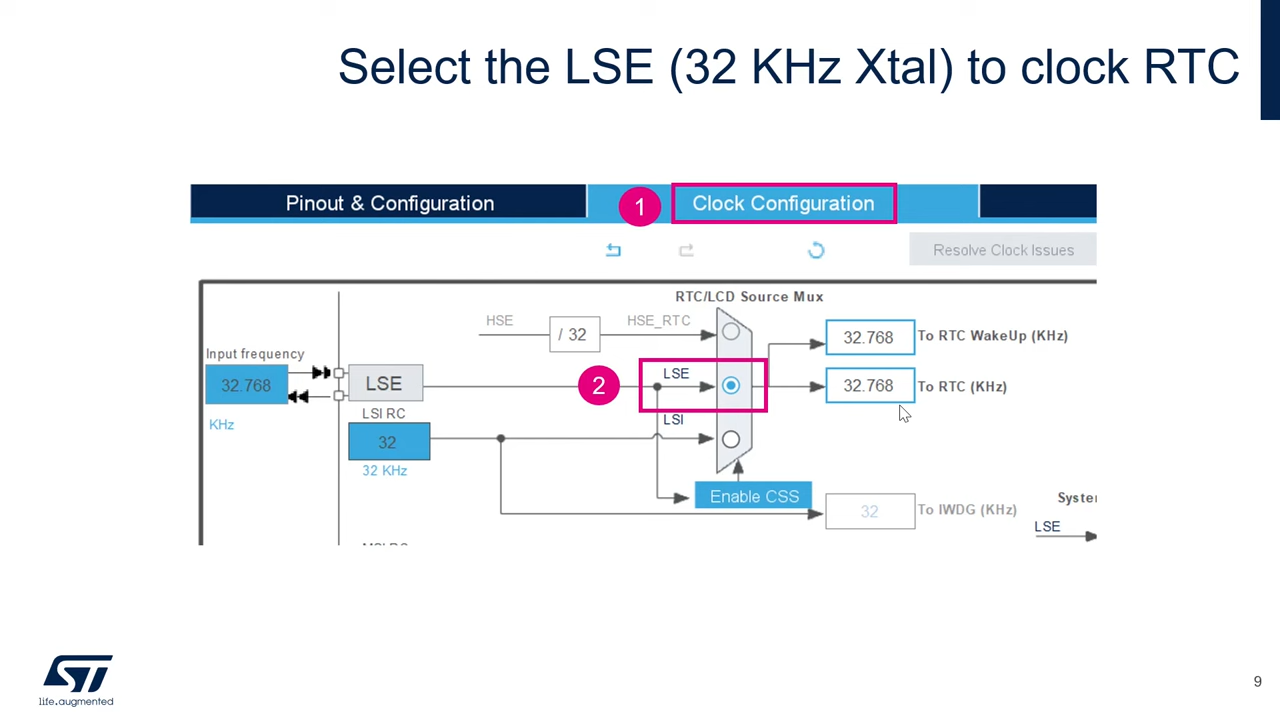 Select the LSE (32 KHz Xtal) to clock RTC
Pinout & Configuration
1
Clock Configuration
Resolve Clock Issues
RTC/LCD Source Mux
HSE
/ 32
HSE_RTC
32.768
To RTC WakeUp (KHz)
Input frequency
32.768
KHz
LSE
2
LSE
32.768
To RTC (KHz)
LSI RC
32
32 KHz
LSI
Enable CSS
32
To IWDG (KHz)
Syste
LSE
ST
life.augmented
9